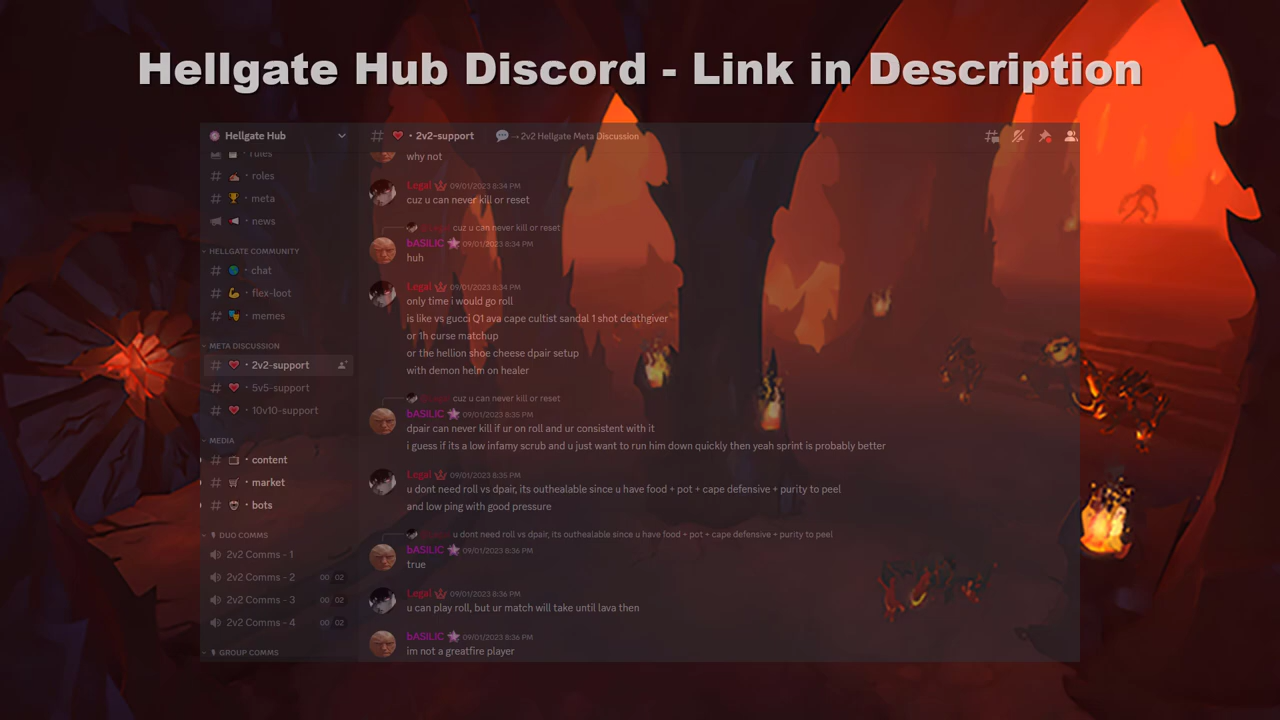 Hellgate Hub Discord - Link in Description
Hellgate Hub
rules
roles
meta
news
HELLGATE COMMUNITY
chat
flex-loot
memes
META DISCUSSION
2v2-support
5v5-support
10v10-support
MEDIA
content
market
bots
DUO COMMS
2v2 Comms - 1
2v2 Comms - 2 00 02
2v2 Comms - 3 00 02
2v2 Comms - 4 00 02
GROUP COMMS
2v2-support 2v2 Hellgate Meta Discussion
why not
Legal 09/01/2023 8:34 PM
cuz u can never kill or reset
cuz u can never kill or reset
bASiLiC 09/01/2023 8:34 PM
huh
Legal 09/01/2023 8:34 PM
only time i would go roll
is like vs gucci Q1 ava cape cultist sandal 1 shot deathgiver
or 1h curse matchup
or the hellion shoe cheese dpair setup
with demon helm on healer
cuz u can never kill or reset
bASiLiC 09/01/2023 8:35 PM
dpair can never kill if ur on roll and ur consistent with it
i guess if its a low infamy scrub and u just want to run him down quickly then yeah sprint is probably better
Legal 09/01/2023 8:35 PM
u dont need roll vs dpair, its outhealable since u have food + pot + cape defensive + purity to peel
and low ping with good pressure
u dont need roll vs dpair, its outhealable since u have food + pot + cape defensive + purity to peel
bASiLiC 09/01/2023 8:36 PM
true
Legal 09/01/2023 8:36 PM
u can play roll, but ur match will take until lava then
bASiLiC 09/01/2023 8:36 PM
im not a greatfire player